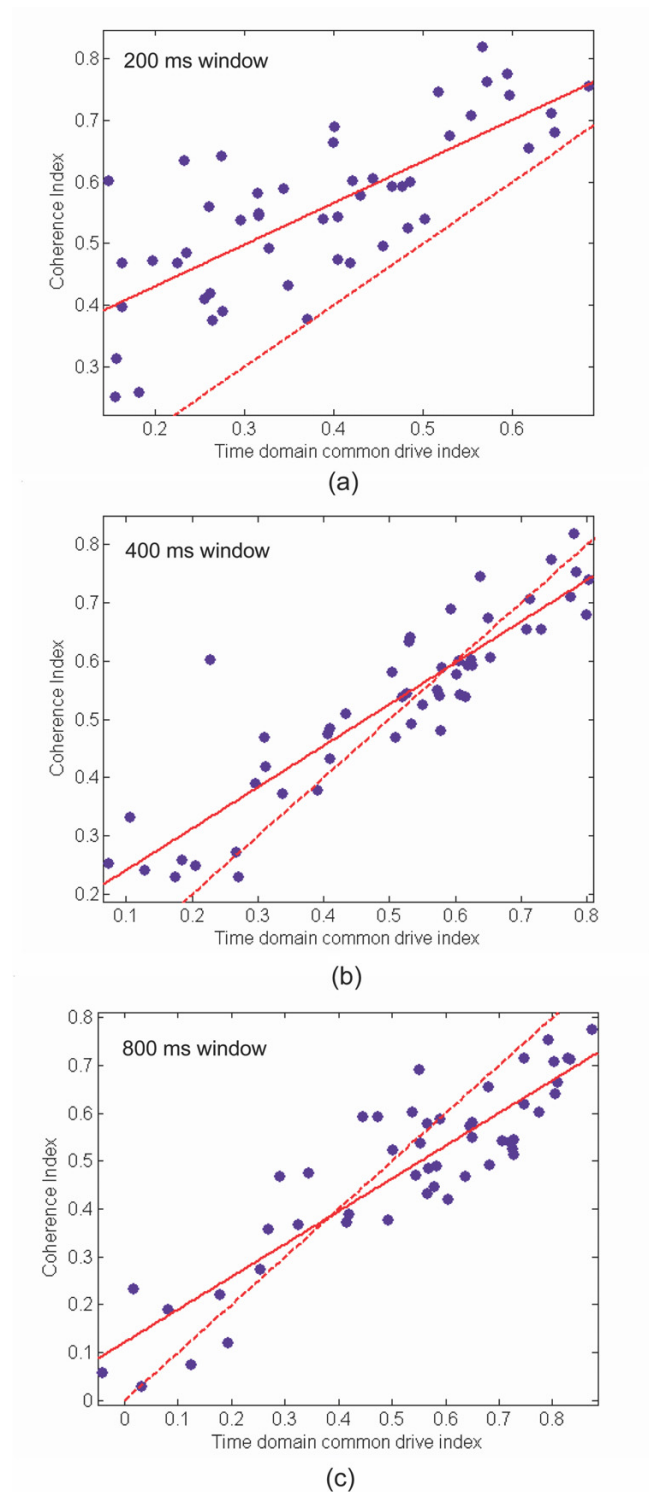 200 ms window
0.8
0.7
0.6
0.5
0.4
0.3
Coherence Index
0.2 0.3 0.4 0.5 0.6
Time domain common drive index
(a)
400 ms window
0.8
0.7
0.6
0.5
0.4
0.3
0.2
Coherence Index
0.1 0.2 0.3 0.4 0.5 0.6 0.7 0.8
Time domain common drive index
(b)
800 ms window
0.8
0.7
0.6
0.5
0.4
0.3
0.2
0.1
0
Coherence Index
0 0.1 0.2 0.3 0.4 0.5 0.6 0.7 0.8
Time domain common drive index
(c)